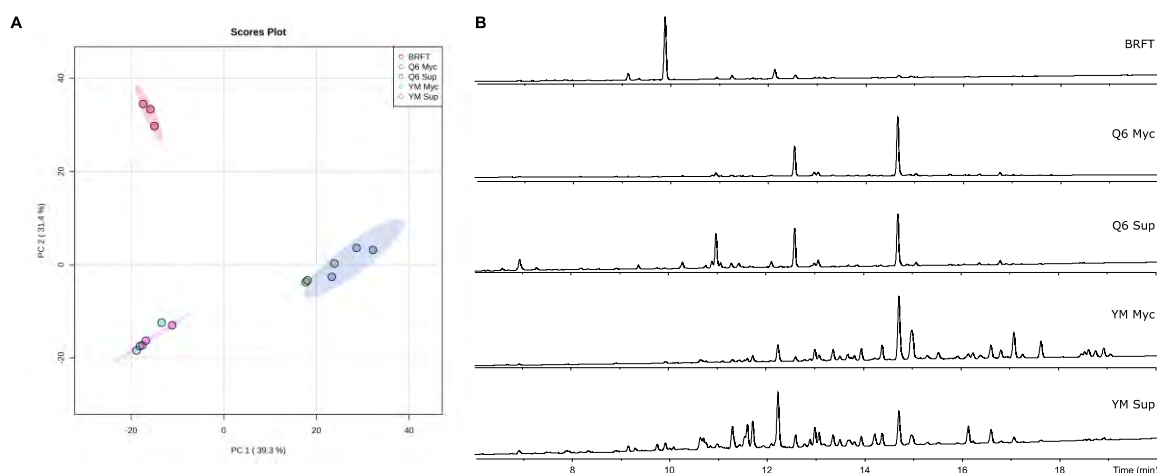 A
Scores Plot
BRFT
Q6 Myc
Q6 Sup
YM Myc
YM Sup
40
20
0
-20
PC 2 ( 31.4 %)
-20 0 20 40
PC 1 ( 39.3 %)
B
BRFT
Q6 Myc
Q6 Sup
YM Myc
YM Sup
8 10 12 14 16 18 Time (min)